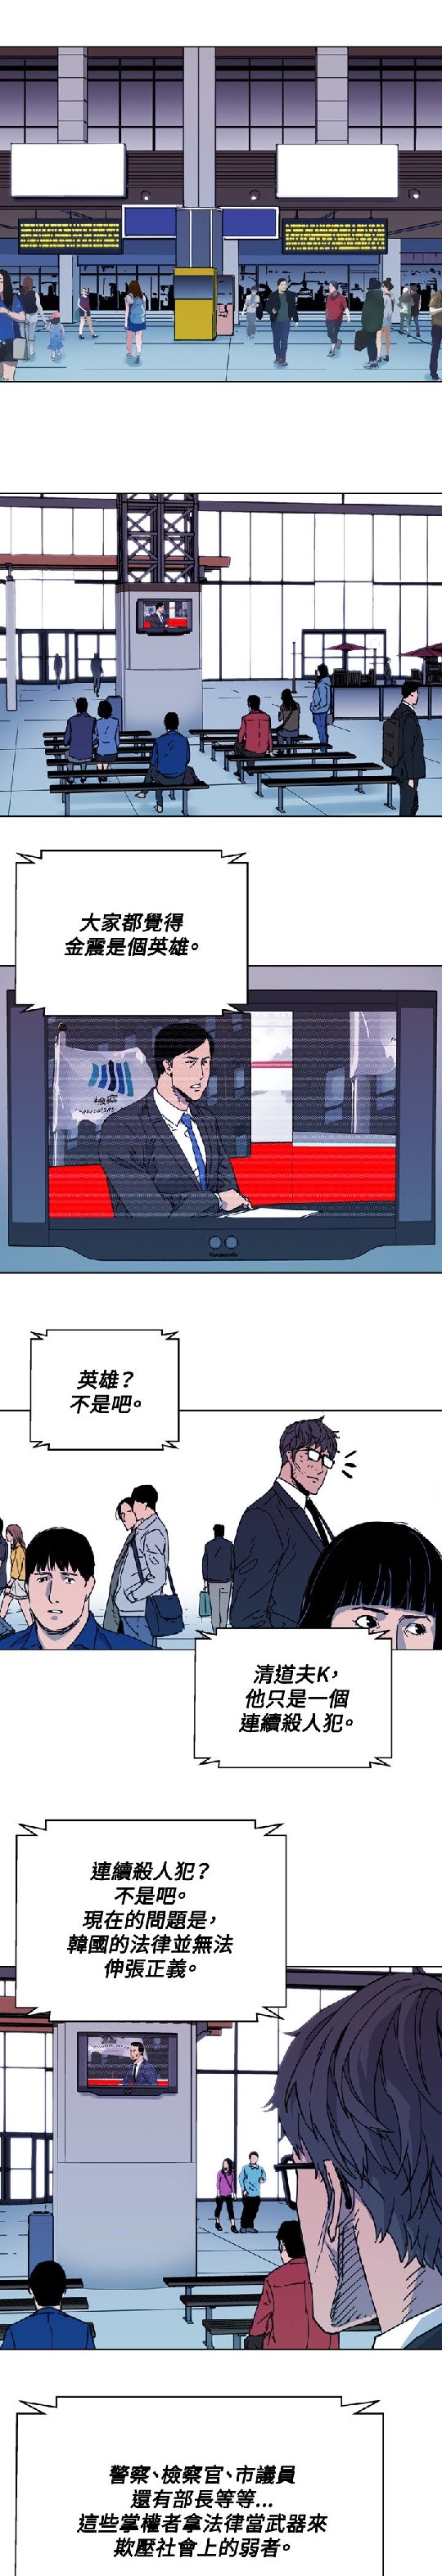 大家都覺得
金震是個英雄。
Panasonic
英雄？
不是吧。
清道夫K，
他只是一個
連續殺人犯。
連續殺人犯？
不是吧。
現在的問題是，
韓國的法律並無法
伸張正義。
警察、檢察官、市議員
還有部長等等…
這些掌權者拿法律當武器來
欺壓社會上的弱者。